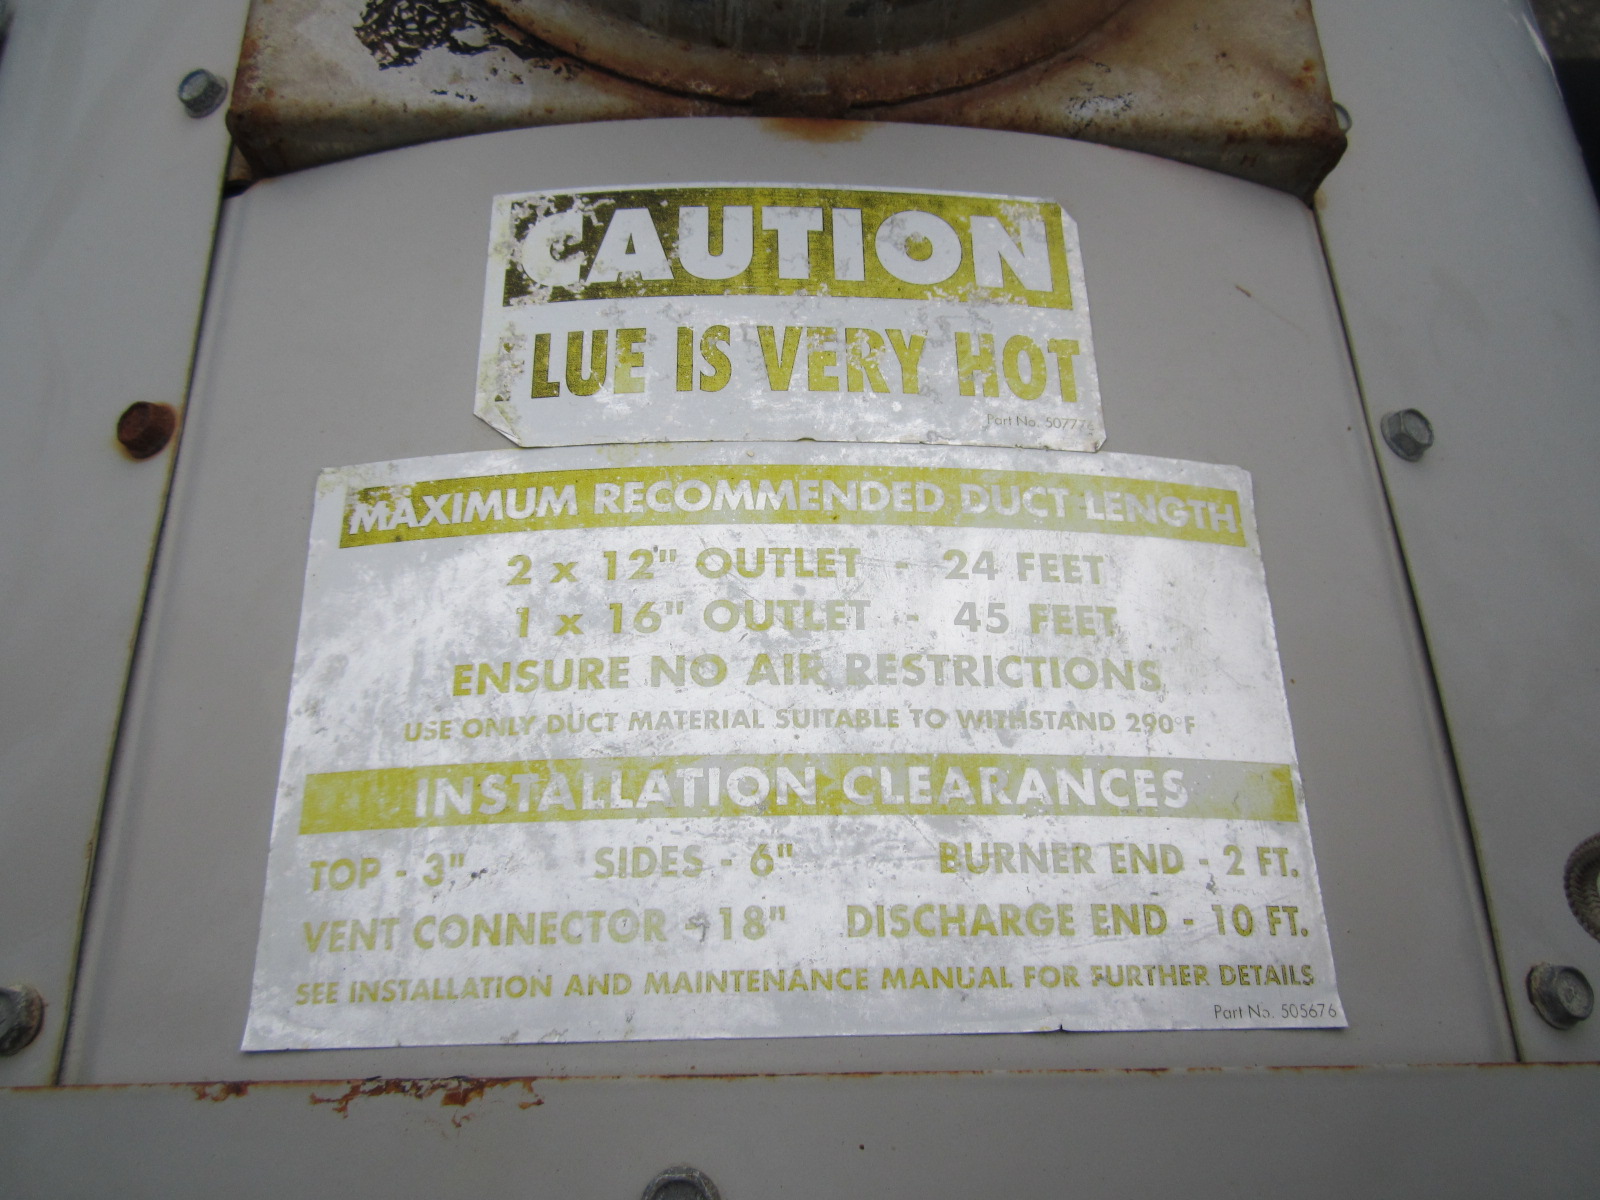 CAUTION
LUE IS VERY HOT
Part No. 507776
MAXIMUM RECOMMENDED DUCT LENGTH
2 x 12" OUTLET - 24 FEET
1 x 16" OUTLET - 45 FEET
ENSURE NO AIR RESTRICTIONS
USE ONLY DUCT MATERIAL SUITABLE TO WITHSTAND 290°F
INSTALLATION CLEARANCES
TOP - 3" SIDES - 6" BURNER END - 2 FT.
VENT CONNECTOR - 18" DISCHARGE END - 10 FT.
SEE INSTALLATION AND MAINTENANCE MANUAL FOR FURTHER DETAILS
Part No. 505676